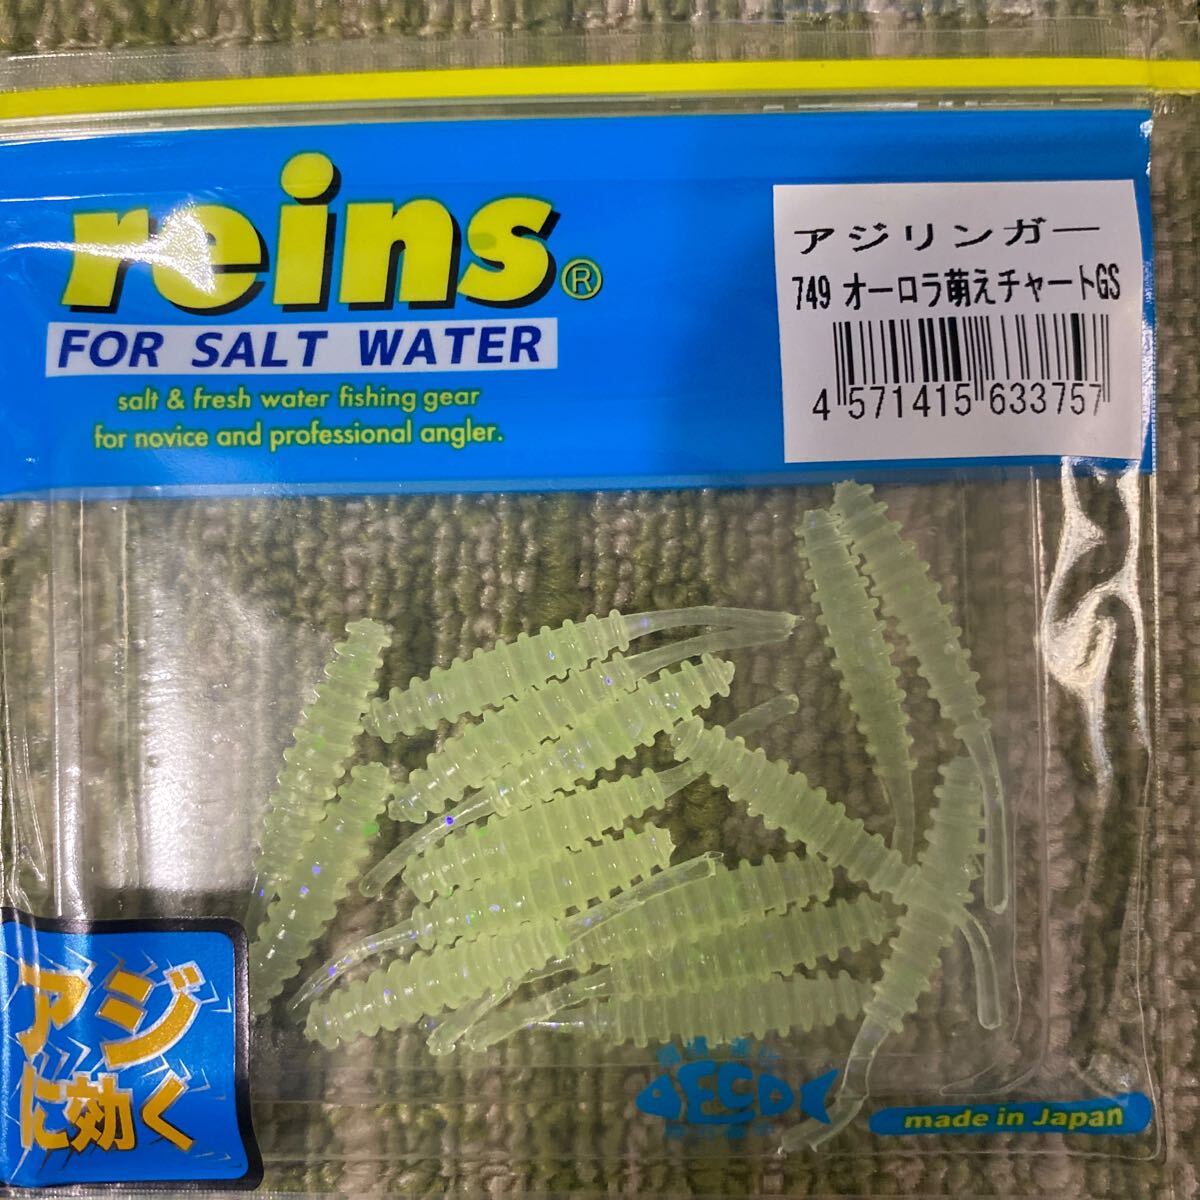 reins®
FOR SALT WATER
salt & fresh water fishing gear
for novice and professional angler.
アジリンガー
749 オーロラ萌えチャートGS
4 571415 633757
アジ
に効く
ECO
made in Japan